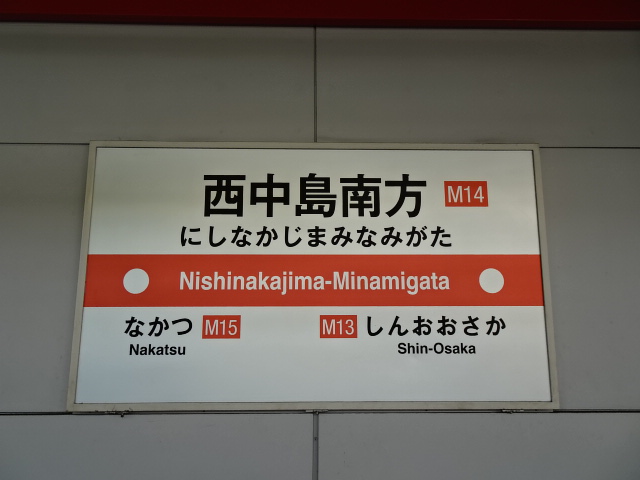 西中島南方 M14
にしなかじまみなみがた
Nishinakajima-Minamigata
なかつ M15 M13 しんおおさか
Nakatsu Shin-Osaka